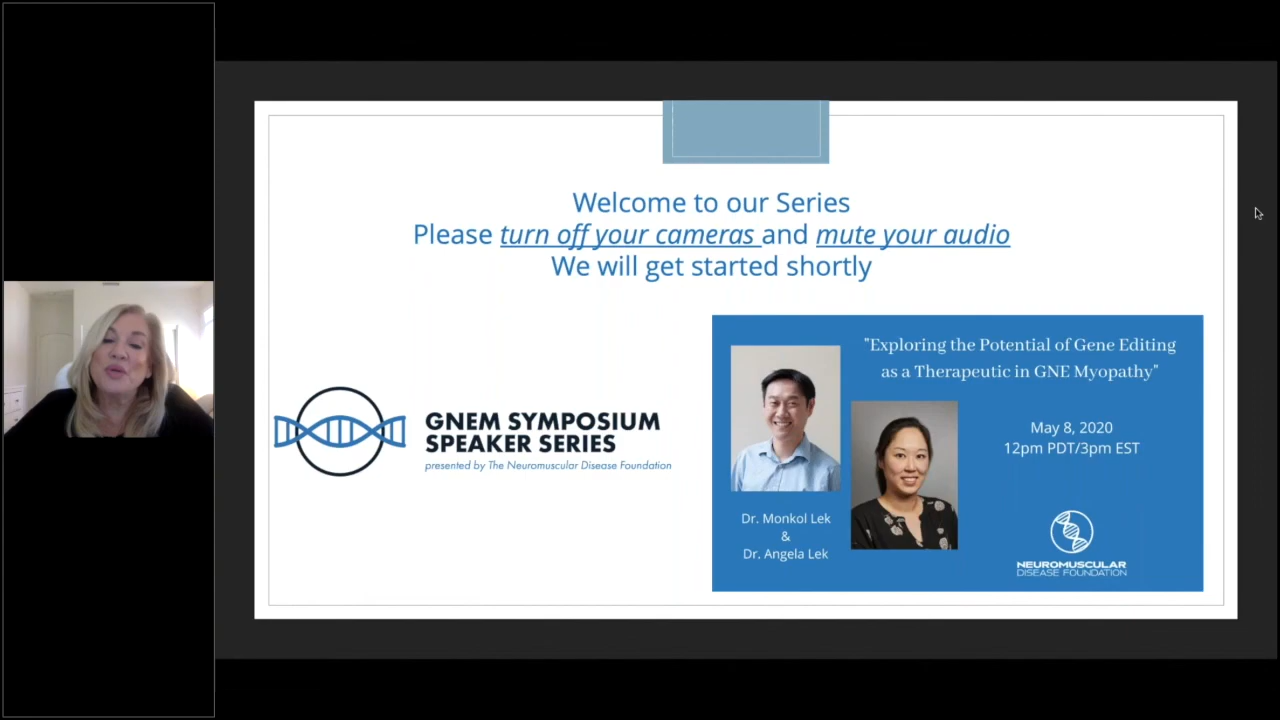 Welcome to our Series
Please turn off your cameras and mute your audio
We will get started shortly
GNEM SYMPOSIUM
SPEAKER SERIES
presented by The Neuromuscular Disease Foundation
"Exploring the Potential of Gene Editing
as a Therapeutic in GNE Myopathy"
May 8, 2020
12pm PDT/3pm EST
Dr. Monkol Lek
&
Dr. Angela Lek
NEUROMUSCULAR
DISEASE FOUNDATION